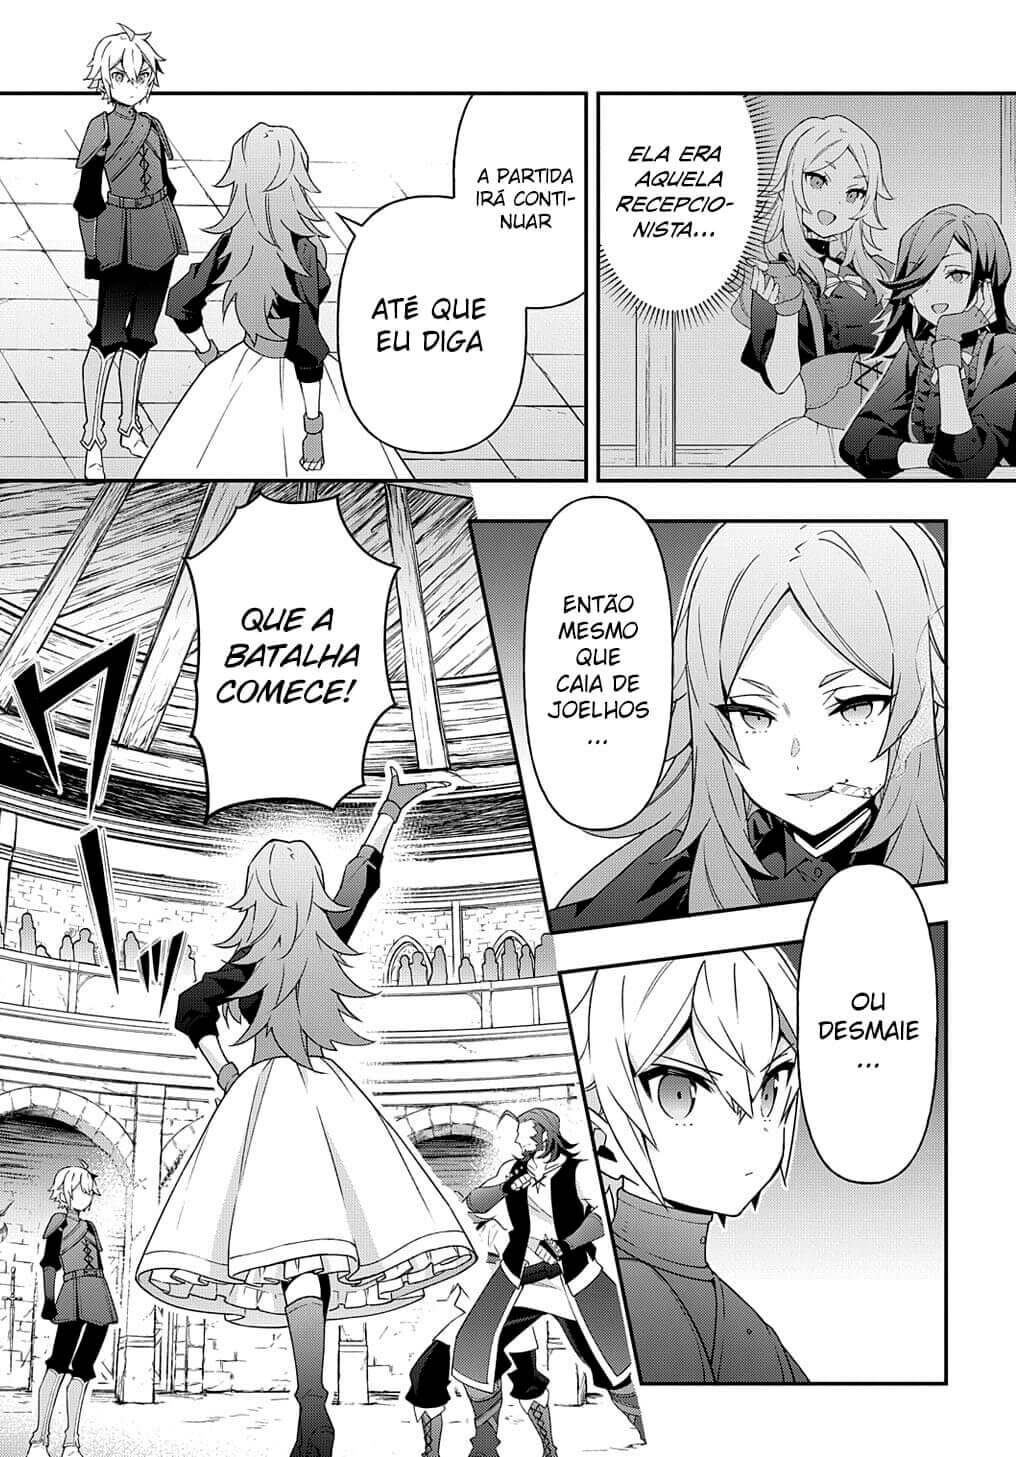 ELA ERA
AQUELA
RECEPCIO-
NISTA...
A PARTIDA
IRÁ CONTI-
NUAR
ATÉ QUE
EU DIGA
ENTÃO
MESMO QUE
CAIA DE
JOELHOS
...
OU
DESMAIE
...
QUE A
BATALHA
COMECE!